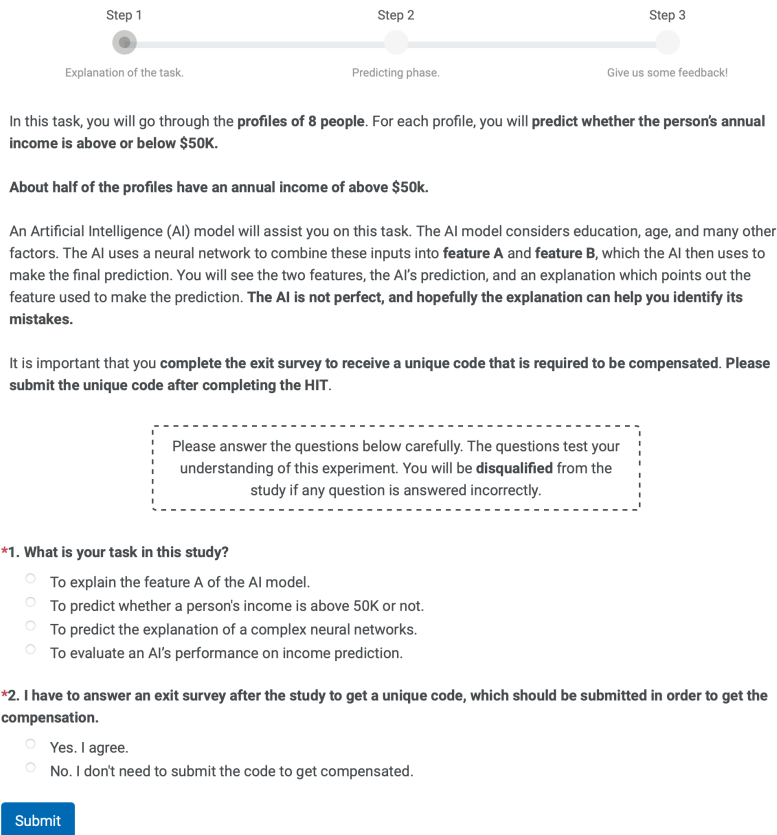 Step 1
Step 2
Step 3
Explanation of the task.
Predicting phase.
Give us some feedback!
In this task, you will go through the profiles of 8 people. For each profile, you will predict whether the person's annual
income is above or below $50K.
About half of the profiles have an annual income of above $50k.
An Artificial Intelligence (AI) model will assist you on this task. The AI model considers education, age, and many other
factors. The AI uses a neural network to combine these inputs into feature A and feature B, which the AI then uses to
make the final prediction. You will see the two features, the AI's prediction, and an explanation which points out the
feature used to make the prediction. The AI is not perfect, and hopefully the explanation can help you identify its
mistakes.
It is important that you complete the exit survey to receive a unique code that is required to be compensated. Please
submit the unique code after completing the HIT.
Please answer the questions below carefully. The questions test your
understanding of this experiment. You will be disqualified from the
study if any question is answered incorrectly.
*1. What is your task in this study?
To explain the feature A of the AI model.
To predict whether a person's income is above 50K or not.
To predict the explanation of a complex neural networks.
To evaluate an AI's performance on income prediction.
*2. I have to answer an exit survey after the study to get a unique code, which should be submitted in order to get the
compensation.
Yes. I agree.
No. I don't need to submit the code to get compensated.
Submit